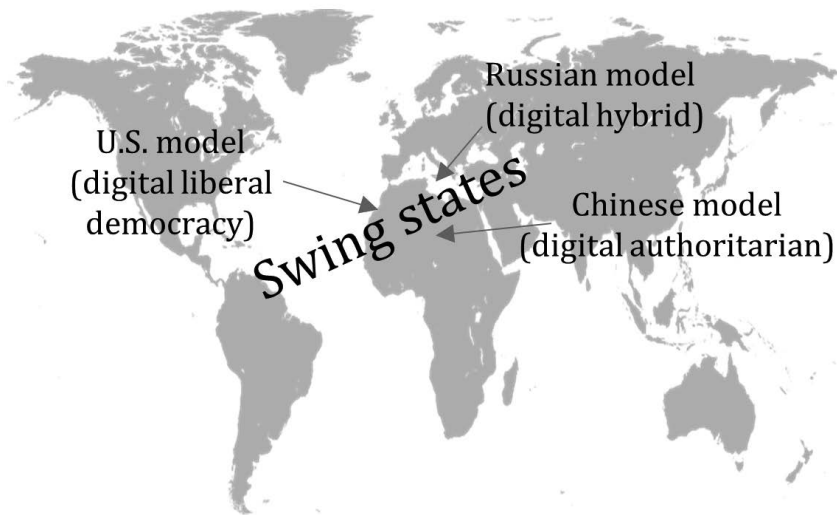 Russian model
(digital hybrid)
U.S. model
(digital liberal
democracy)
Swing states
Chinese model
(digital authoritarian)